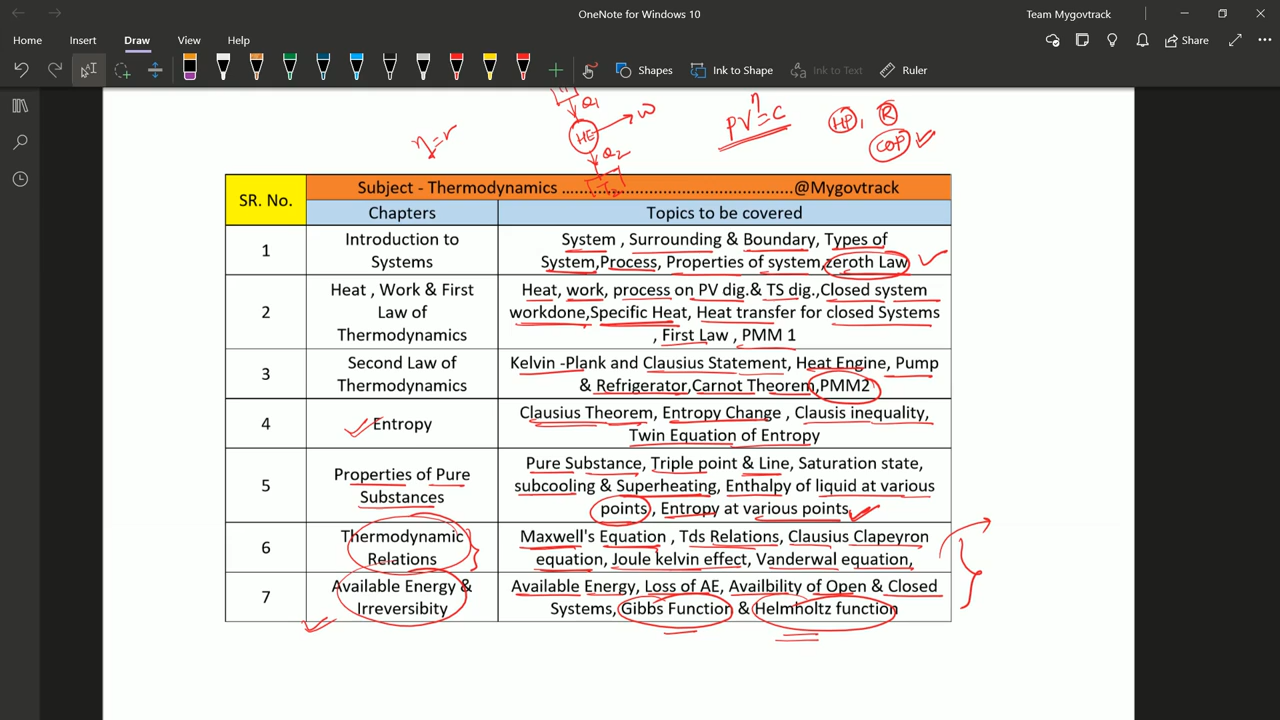 OneNote for Windows 10
Team Mygovtrack
Home Insert Draw View Help
Share
Shapes Ink to Shape Ink to Text Ruler
Q1
HE
W
Q2
PVⁿ=C
HP, R
COP
SR. No.
Subject - Thermodynamics ......................................................@Mygovtrack
Chapters
Topics to be covered
1
Introduction to
Systems
System , Surrounding & Boundary, Types of
System,Process, Properties of system,zeroth Law
2
Heat , Work & First
Law of
Thermodynamics
Heat, work, process on PV dig.& TS dig.,Closed system
workdone,Specific Heat, Heat transfer for closed Systems
, First Law , PMM 1
3
Second Law of
Thermodynamics
Kelvin -Plank and Clausius Statement, Heat Engine, Pump
& Refrigerator,Carnot Theorem,PMM2
4
Entropy
Clausius Theorem, Entropy Change , Clausis inequality,
Twin Equation of Entropy
5
Properties of Pure
Substances
Pure Substance, Triple point & Line, Saturation state,
subcooling & Superheating, Enthalpy of liquid at various
points , Entropy at various points
6
Thermodynamic
Relations
Maxwell's Equation , Tds Relations, Clausius Clapeyron
equation, Joule kelvin effect, Vanderwal equation,
7
Available Energy &
Irreversibity
Available Energy, Loss of AE, Availbility of Open & Closed
Systems, Gibbs Function & Helmholtz function